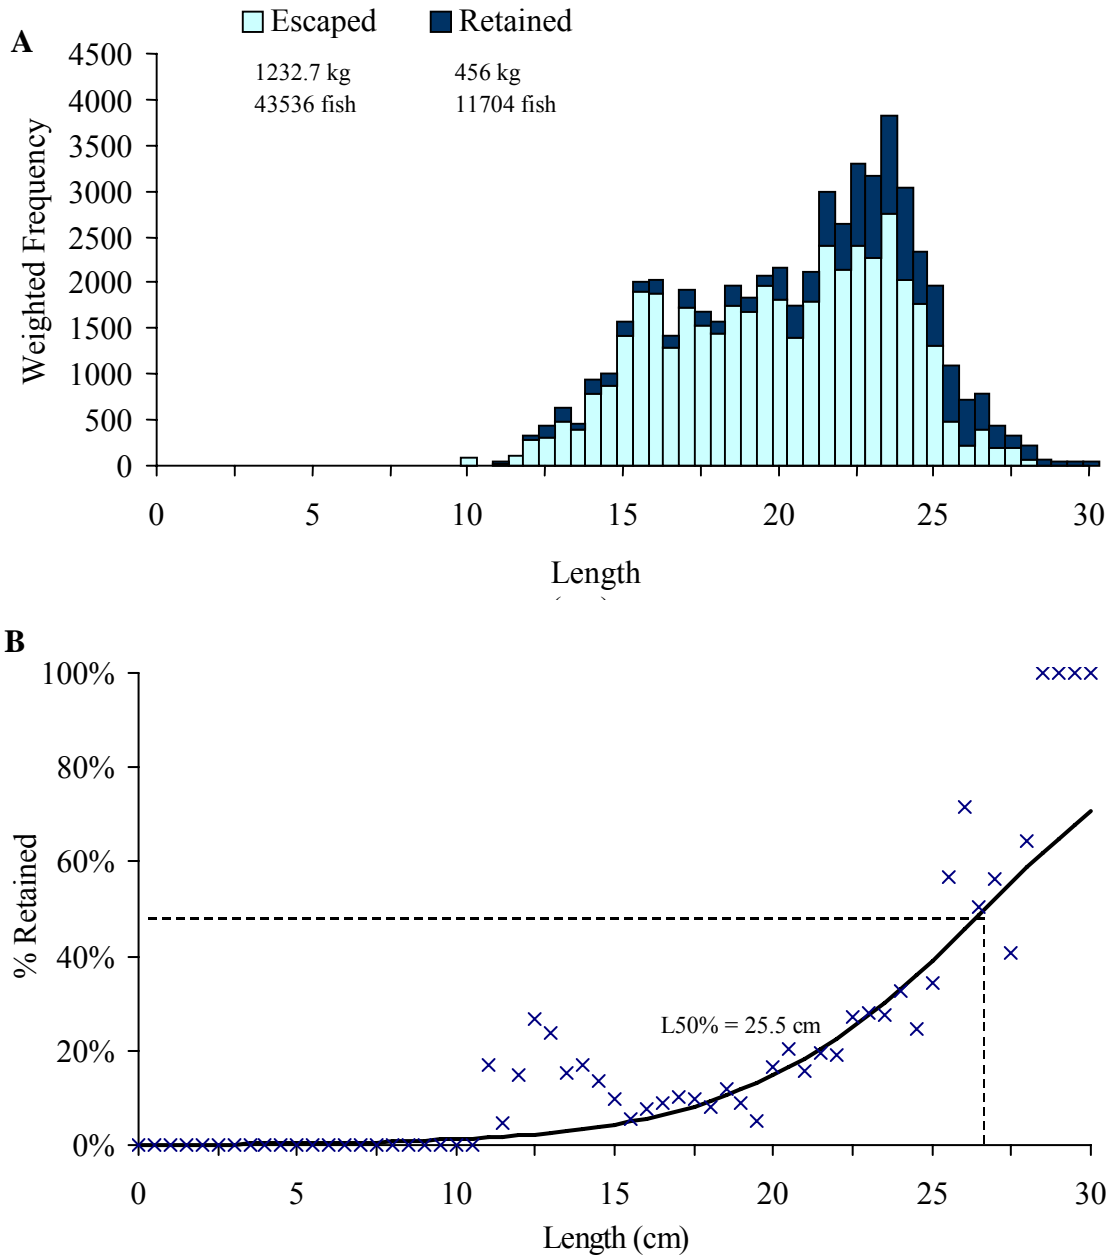 A
Escaped Retained
1232.7 kg 456 kg
43536 fish 11704 fish
Weighted Frequency
4500
4000
3500
3000
2500
2000
1500
1000
500
0
0 5 10 15 20 25 30
Length
B
% Retained
100%
80%
60%
40%
20%
0%
L50% = 25.5 cm
0 5 10 15 20 25 30
Length (cm)